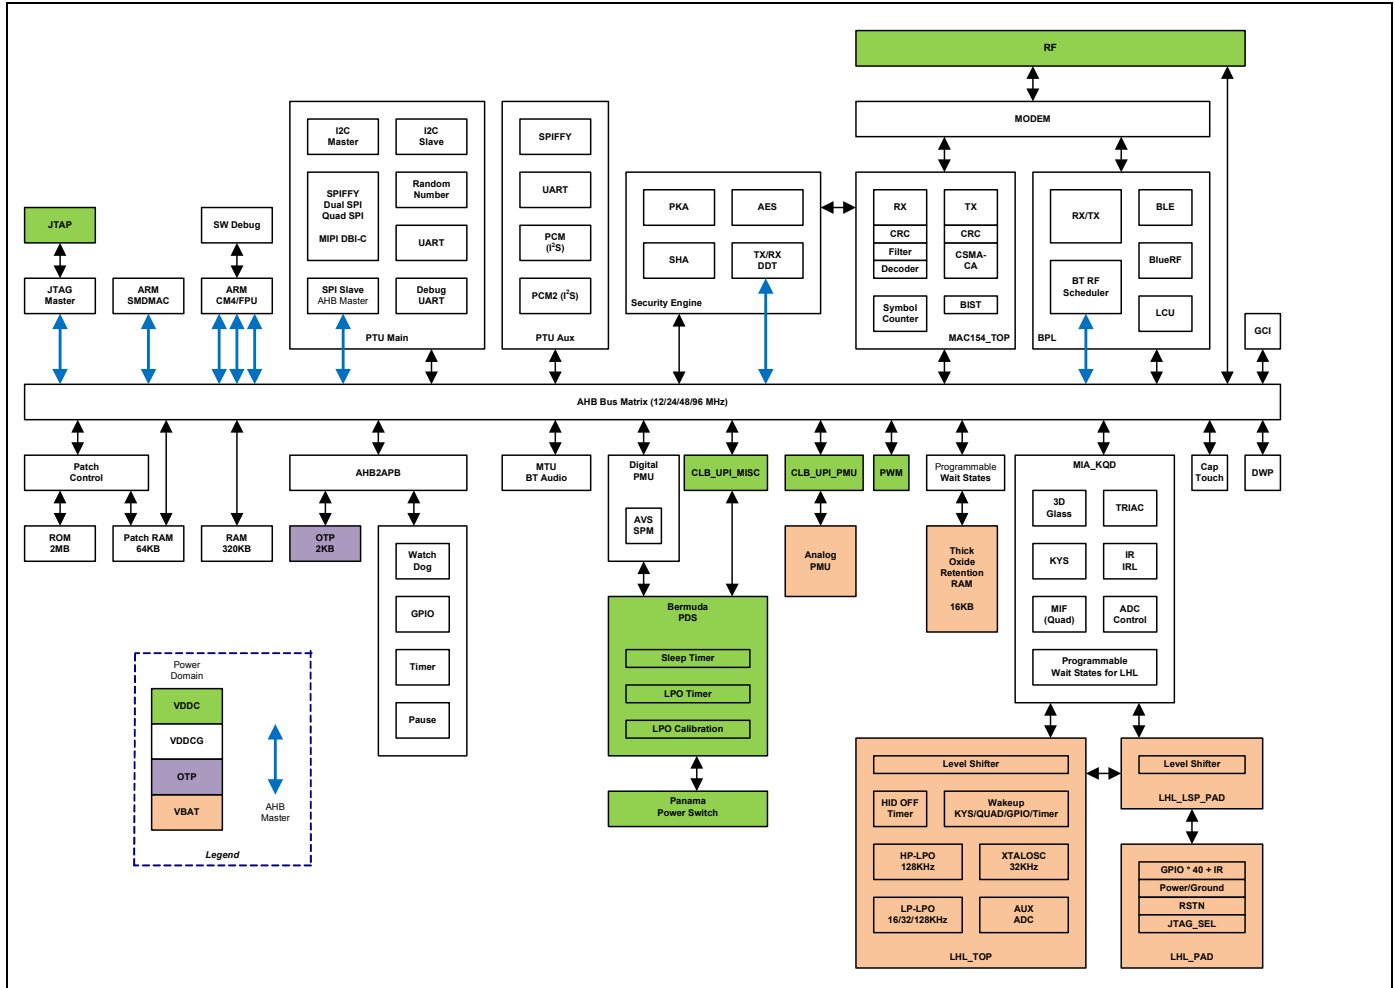 RF
MODEM
I2C
Master
I2C
Slave
SPIFFY
Dual SPI
Quad SPI
MIPI DBI-C
Random
Number
UART
SPI Slave
AHB Master
Debug
UART
PTU Main
SPIFFY
UART
PCM
(I²S)
PCM2 (I²S)
PTU Aux
PKA
AES
SHA
TX/RX
DDT
Security Engine
RX
CRC
Filter
Decoder
Symbol
Counter
TX
CRC
CSMA-
CA
BIST
MAC154_TOP
RX/TX
BLE
BlueRF
BT RF
Scheduler
LCU
BPL
JTAP
SW Debug
JTAG
Master
ARM
SMDMAC
ARM
CM4/FPU
GCI
AHB Bus Matrix (12/24/48/96 MHz)
Patch
Control
AHB2APB
MTU
BT Audio
Digital
PMU
AVS
SPM
CLB_UPI_MISC
CLB_UPI_PMU
PWM
Programmable
Wait States
MIA_KQD
Cap
Touch
DWP
ROM
2MB
Patch RAM
64KB
RAM
320KB
OTP
2KB
Watch
Dog
GPIO
Timer
Pause
Analog
PMU
Thick
Oxide
Retention
RAM
16KB
3D
Glass
TRIAC
KYS
IR
IRL
MIF
(Quad)
ADC
Control
Programmable
Wait States for LHL
Bermuda
PDS
Sleep Timer
LPO Timer
LPO Calibration
Panama
Power Switch
Power
Domain
VDDC
VDDCG
OTP
VBAT
AHB
Master
Legend
Level Shifter
HID OFF
Timer
Wakeup
KYS/QUAD/GPIO/Timer
HP-LPO
128KHz
XTALOSC
32KHz
LP-LPO
16/32/128KHz
AUX
ADC
LHL_TOP
Level Shifter
LHL_LSP_PAD
GPIO * 40 + IR
Power/Ground
RSTN
JTAG_SEL
LHL_PAD